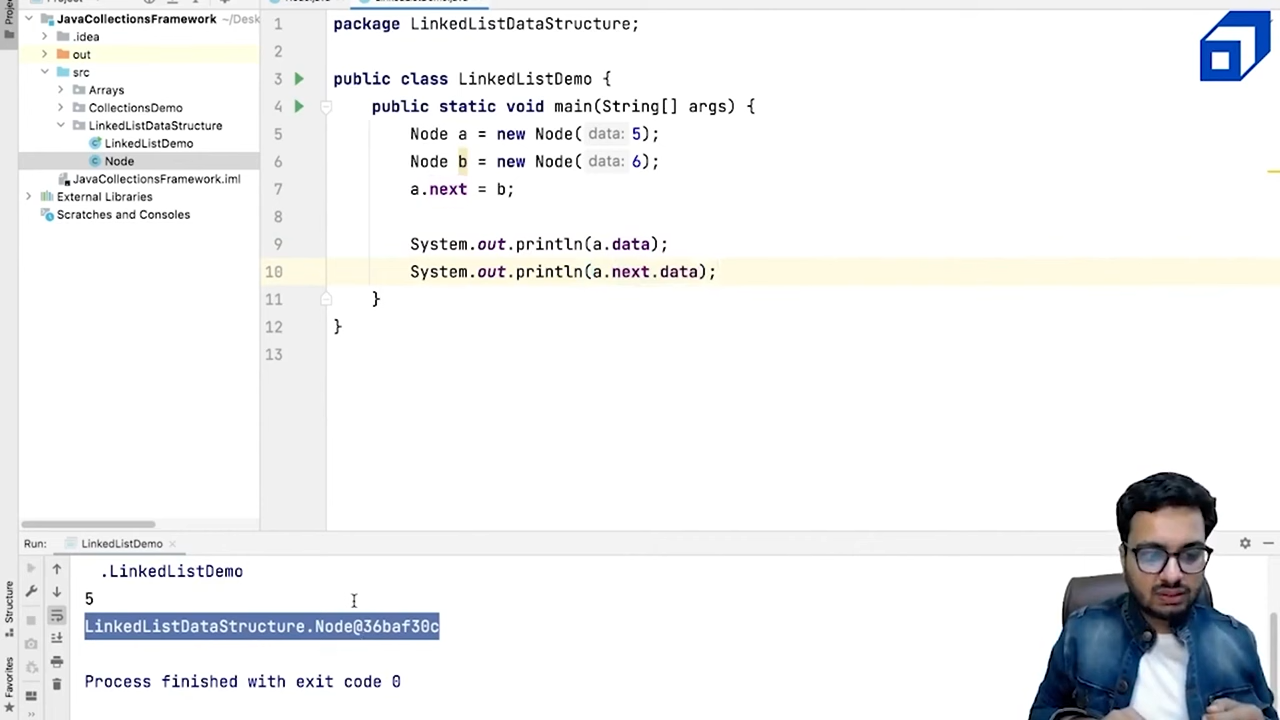 JavaCollectionsFramework ~/Desk
.idea
out
src
Arrays
CollectionsDemo
LinkedListDataStructure
LinkedListDemo
Node
JavaCollectionsFramework.iml
External Libraries
Scratches and Consoles
1 package LinkedListDataStructure;
2
3 public class LinkedListDemo {
4 public static void main(String[] args) {
5 Node a = new Node( data: 5);
6 Node b = new Node( data: 6);
7 a.next = b;
8
9 System.out.println(a.data);
10 System.out.println(a.next.data);
11 }
12 }
13
Run: LinkedListDemo
.LinkedListDemo
5
LinkedListDataStructure.Node@36baf30c
Process finished with exit code 0
Structure
Favorites